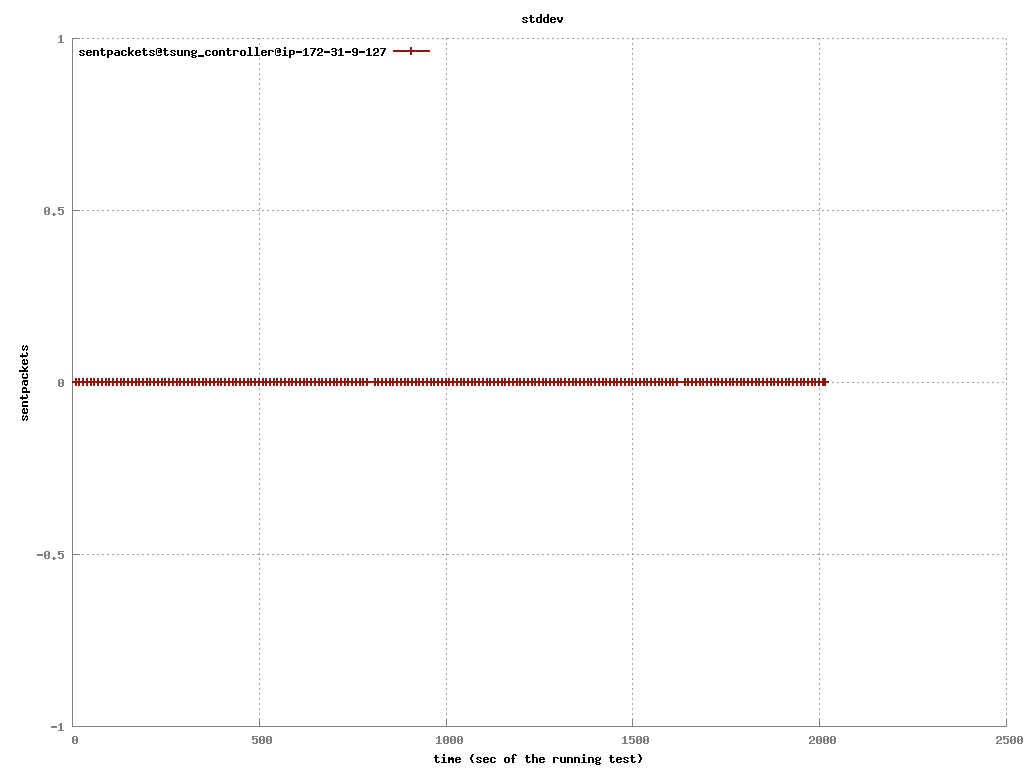 stddev
sentpackets@tsung_controller@ip-172-31-9-127
1
0.5
0
-0.5
-1
sentpackets
0 500 1000 1500 2000 2500
time (sec of the running test)